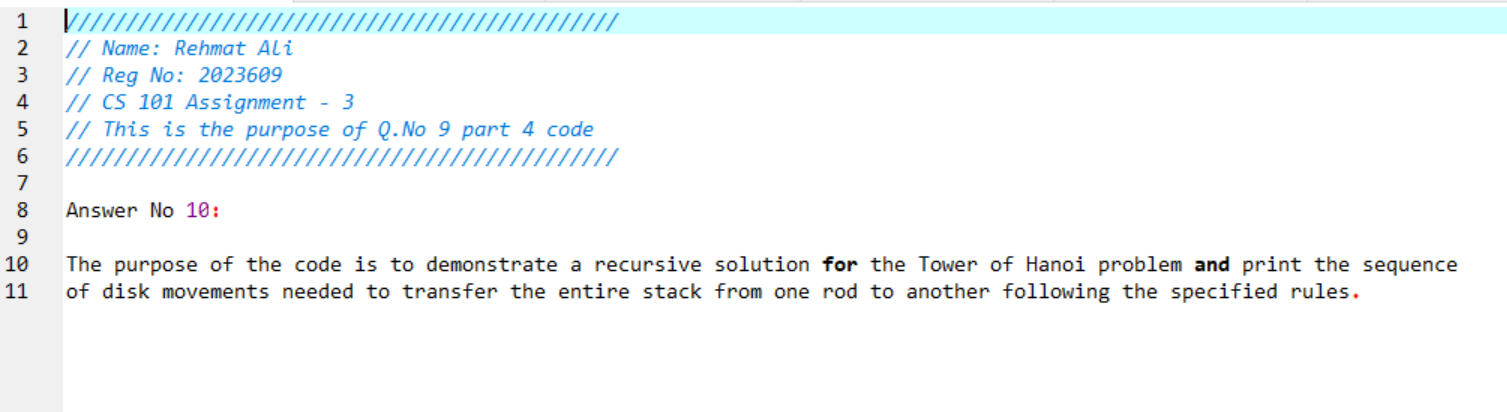 1 //////////////////////////////////////////////
2 // Name: Rehmat Ali
3 // Reg No: 2023609
4 // CS 101 Assignment - 3
5 // This is the purpose of Q.No 9 part 4 code
6 //////////////////////////////////////////////
7
8 Answer No 10:
9
10 The purpose of the code is to demonstrate a recursive solution for the Tower of Hanoi problem and print the sequence
11 of disk movements needed to transfer the entire stack from one rod to another following the specified rules.